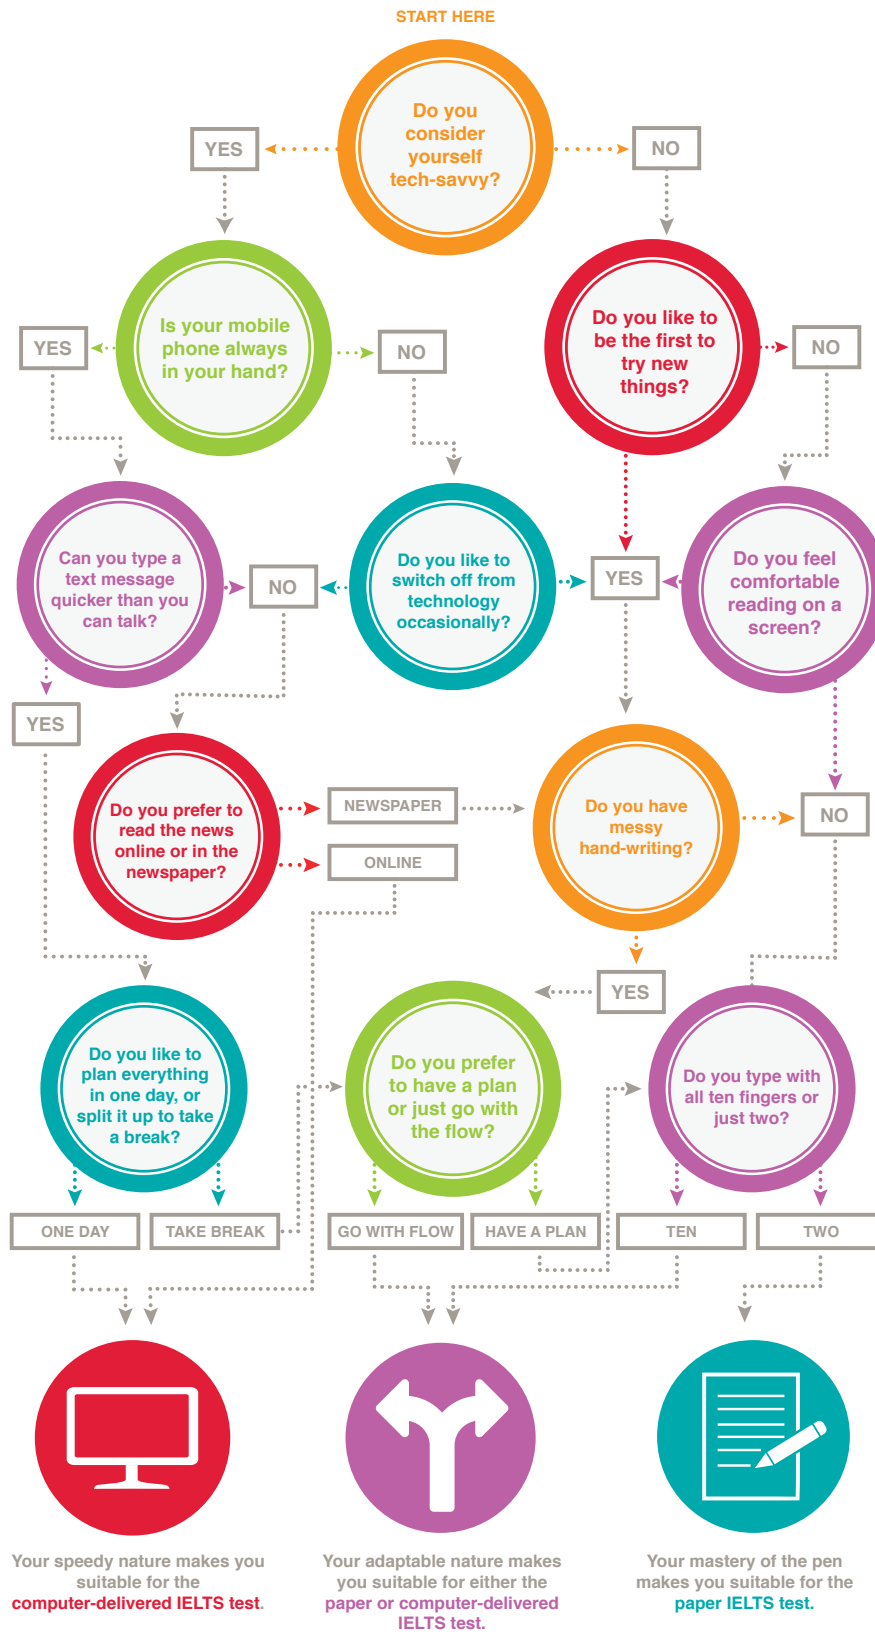 START HERE
Do you
consider
yourself
tech-savvy?
YES
NO
Is your mobile
phone always
in your hand?
Do you like to
be the first to
try new
things?
YES
NO
NO
Can you type a
text message
quicker than you
can talk?
NO
Do you like to
switch off from
technology
occasionally?
YES
Do you feel
comfortable
reading on a
screen?
YES
Do you prefer to
read the news
online or in the
newspaper?
NEWSPAPER
ONLINE
Do you have
messy
hand-writing?
NO
YES
Do you like to
plan everything
in one day, or
split it up to take
a break?
Do you prefer
to have a plan
or just go with
the flow?
Do you type with
all ten fingers or
just two?
ONE DAY
TAKE BREAK
GO WITH FLOW
HAVE A PLAN
TEN
TWO
Your speedy nature makes you
suitable for the
computer-delivered IELTS test.
Your adaptable nature makes
you suitable for either the
paper or computer-delivered
IELTS test.
Your mastery of the pen
makes you suitable for the
paper IELTS test.